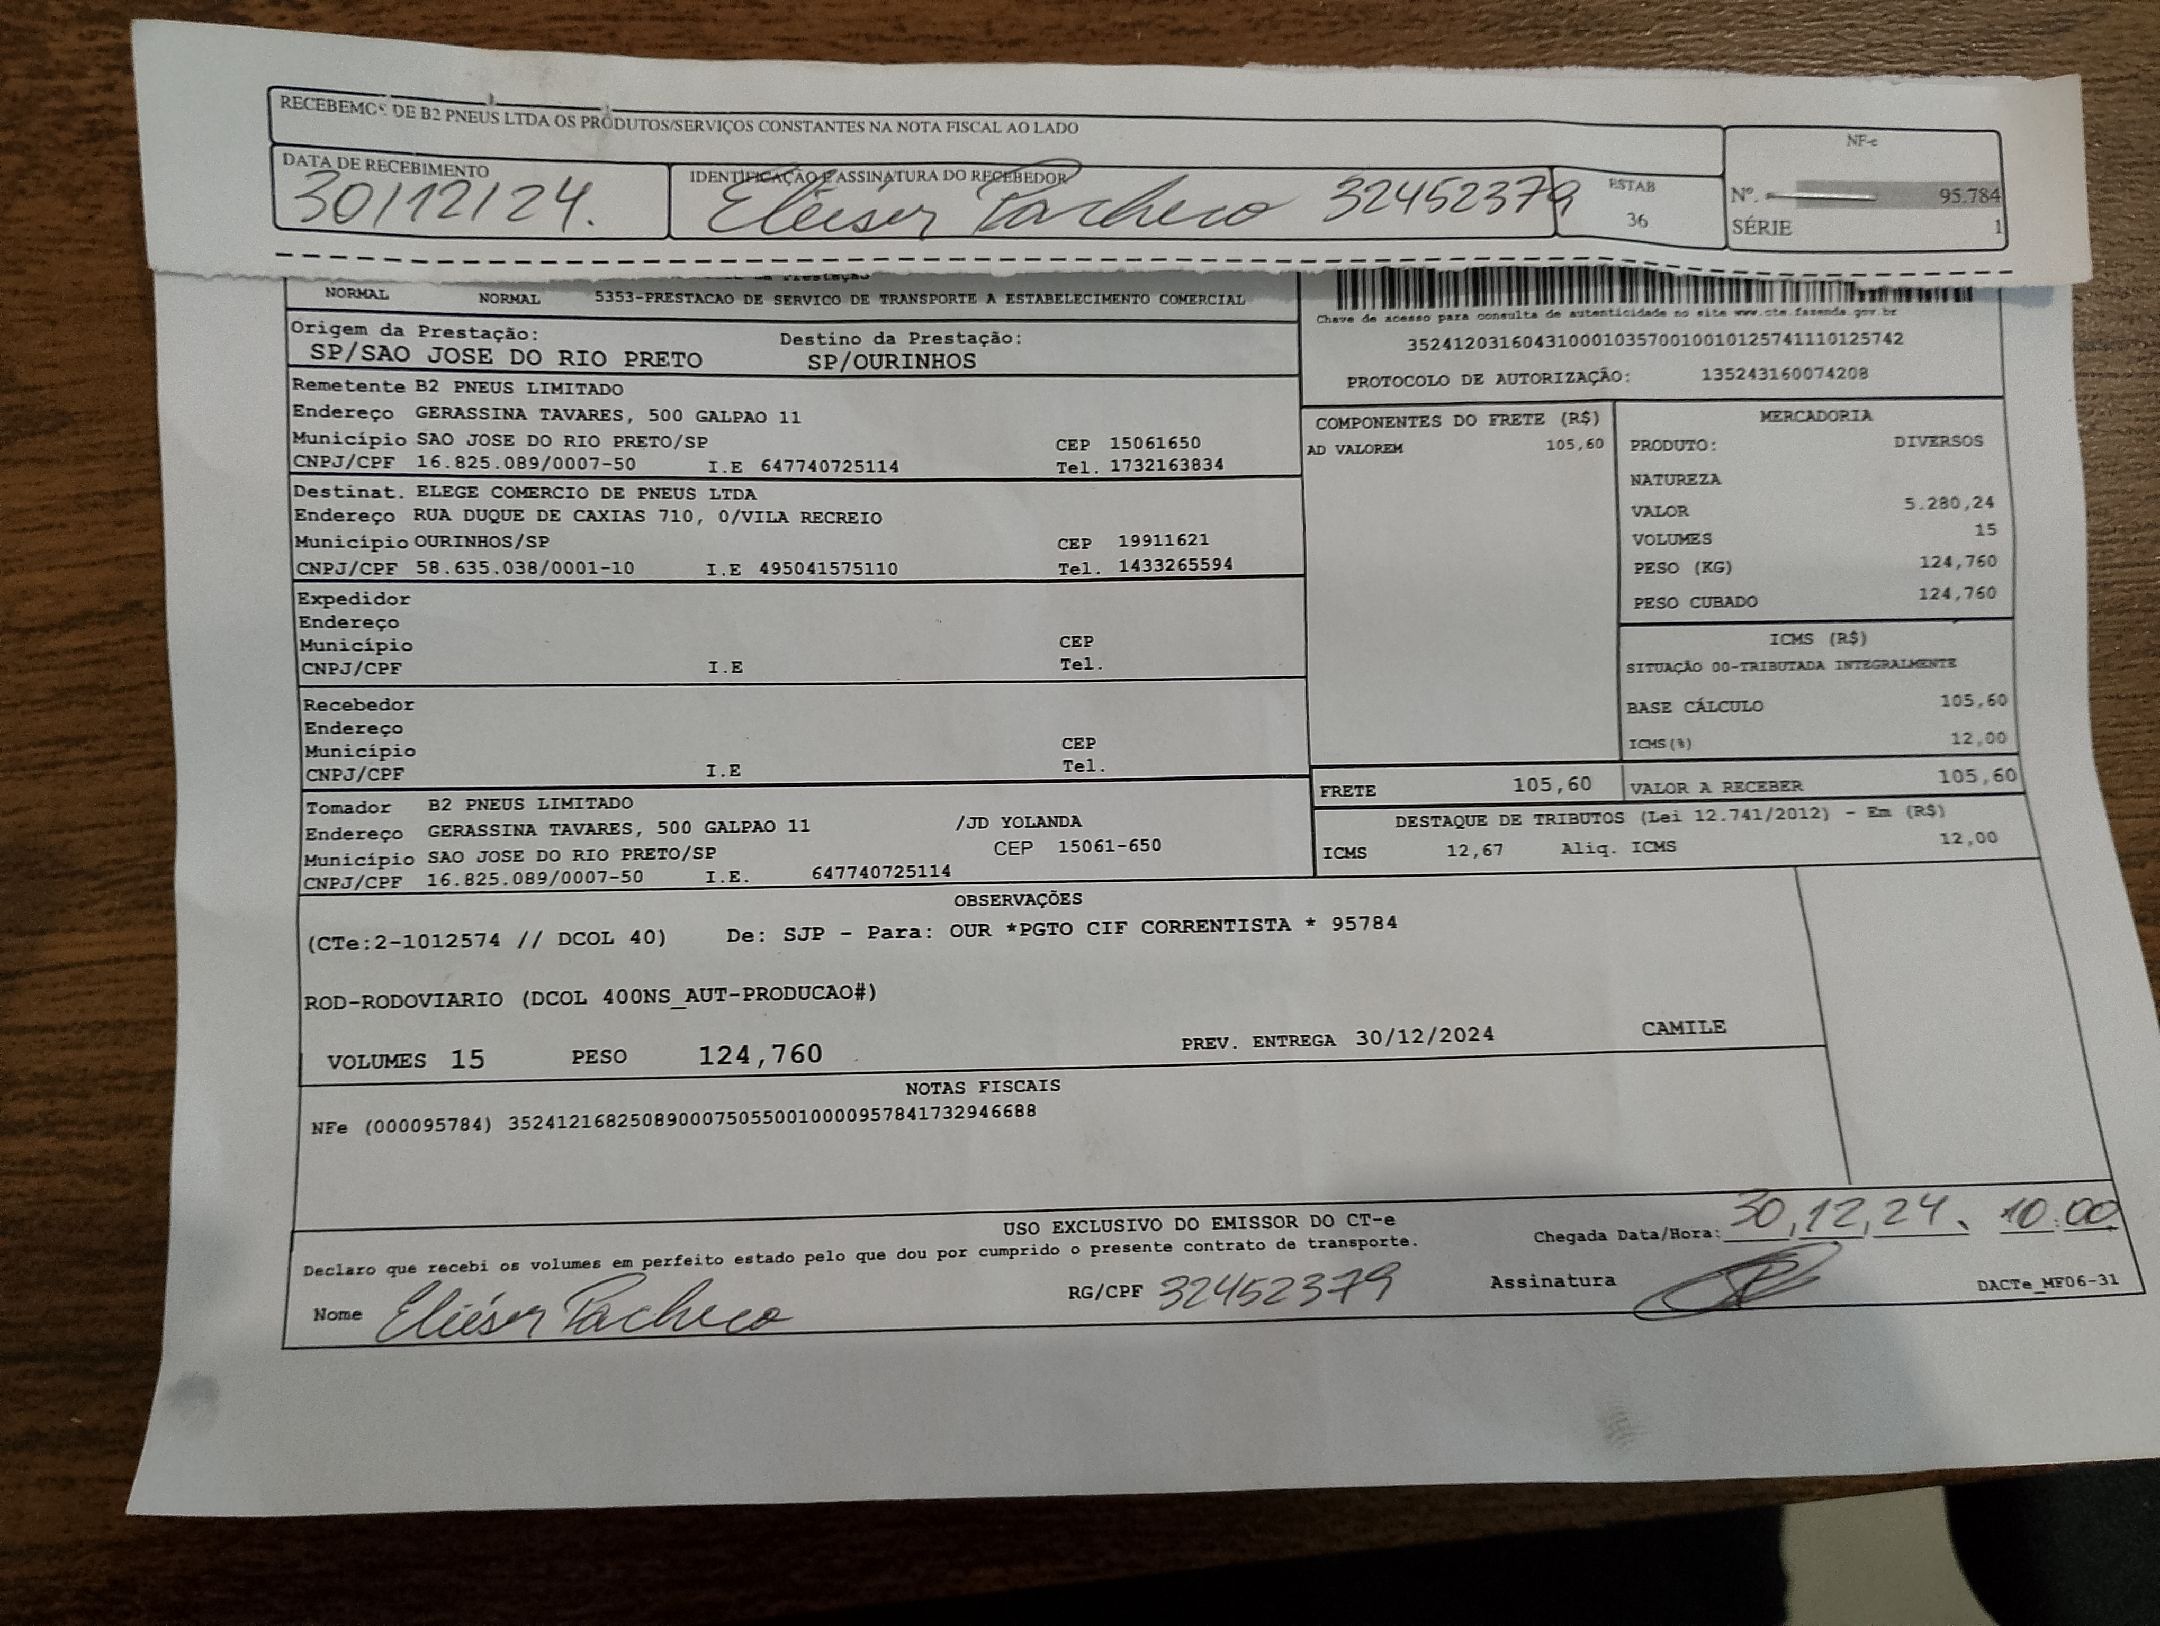 RECEBEMOS DE B2 PNEUS LTDA OS PRODUTOS/SERVIÇOS CONSTANTES NA NOTA FISCAL AO LADO
NF-e
DATA DE RECEBIMENTO
IDENTIFICAÇÃO E ASSINATURA DO RECEBEDOR
ESTAB
30/12/24.
Eliéser Pacheco 32452379
36
Nº. 95.784
SÉRIE 1
NORMAL NORMAL 5353-PRESTACAO DE SERVICO DE TRANSPORTE A ESTABELECIMENTO COMERCIAL
Chave de acesso para consulta de autenticidade no site www.cte.fazenda.gov.br
35241203160431000103570010010125741110125742
PROTOCOLO DE AUTORIZAÇÃO: 135243160074208
Origem da Prestação: Destino da Prestação:
SP/SAO JOSE DO RIO PRETO SP/OURINHOS
Remetente B2 PNEUS LIMITADO
Endereço GERASSINA TAVARES, 500 GALPAO 11
Município SAO JOSE DO RIO PRETO/SP CEP 15061650
CNPJ/CPF 16.825.089/0007-50 I.E 647740725114 Tel. 1732163834
Destinat. ELEGE COMERCIO DE PNEUS LTDA
Endereço RUA DUQUE DE CAXIAS 710, 0/VILA RECREIO
Município OURINHOS/SP CEP 19911621
CNPJ/CPF 58.635.038/0001-10 I.E 495041575110 Tel. 1433265594
Expedidor
Endereço
Município CEP
CNPJ/CPF I.E Tel.
Recebedor
Endereço
Município CEP
CNPJ/CPF I.E Tel.
Tomador B2 PNEUS LIMITADO
Endereço GERASSINA TAVARES, 500 GALPAO 11 /JD YOLANDA
Município SAO JOSE DO RIO PRETO/SP CEP 15061-650
CNPJ/CPF 16.825.089/0007-50 I.E. 647740725114
COMPONENTES DO FRETE (R$)
AD VALOREM 105,60
MERCADORIA
PRODUTO: DIVERSOS
NATUREZA
VALOR 5.280,24
VOLUMES 15
PESO (KG) 124,760
PESO CUBADO 124,760
ICMS (R$)
SITUAÇÃO 00-TRIBUTADA INTEGRALMENTE
BASE CÁLCULO 105,60
ICMS(%) 12,00
FRETE 105,60 VALOR A RECEBER 105,60
DESTAQUE DE TRIBUTOS (Lei 12.741/2012) - Em (R$)
ICMS 12,67 Aliq. ICMS 12,00
OBSERVAÇÕES
(CTe:2-1012574 // DCOL 40) De: SJP - Para: OUR *PGTO CIF CORRENTISTA * 95784
ROD-RODOVIARIO (DCOL 400NS_AUT-PRODUCAO#)
VOLUMES 15 PESO 124,760 PREV. ENTREGA 30/12/2024 CAMILE
NOTAS FISCAIS
NFe (000095784) 35241216825089000750550010000957841732946688
USO EXCLUSIVO DO EMISSOR DO CT-e
Declaro que recebi os volumes em perfeito estado pelo que dou por cumprido o presente contrato de transporte.
Chegada Data/Hora: 30,12,24. 10:00
Nome Eliéser Pacheco RG/CPF 32452379 Assinatura
DACTe_MF06-31